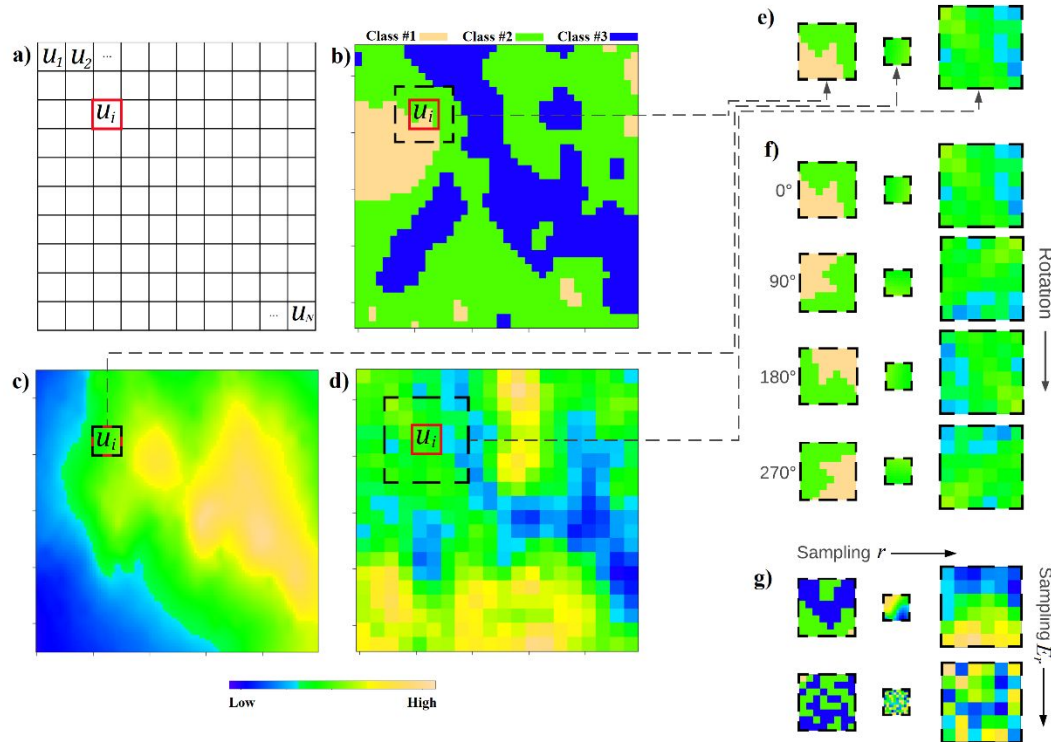 a)
u1 u2 ...
ui
... uN
Class #1 Class #2 Class #3
b)
ui
c)
ui
d)
ui
Low High
e)
f)
0°
90°
180°
270°
Rotation
Sampling r
g)
Sampling Er